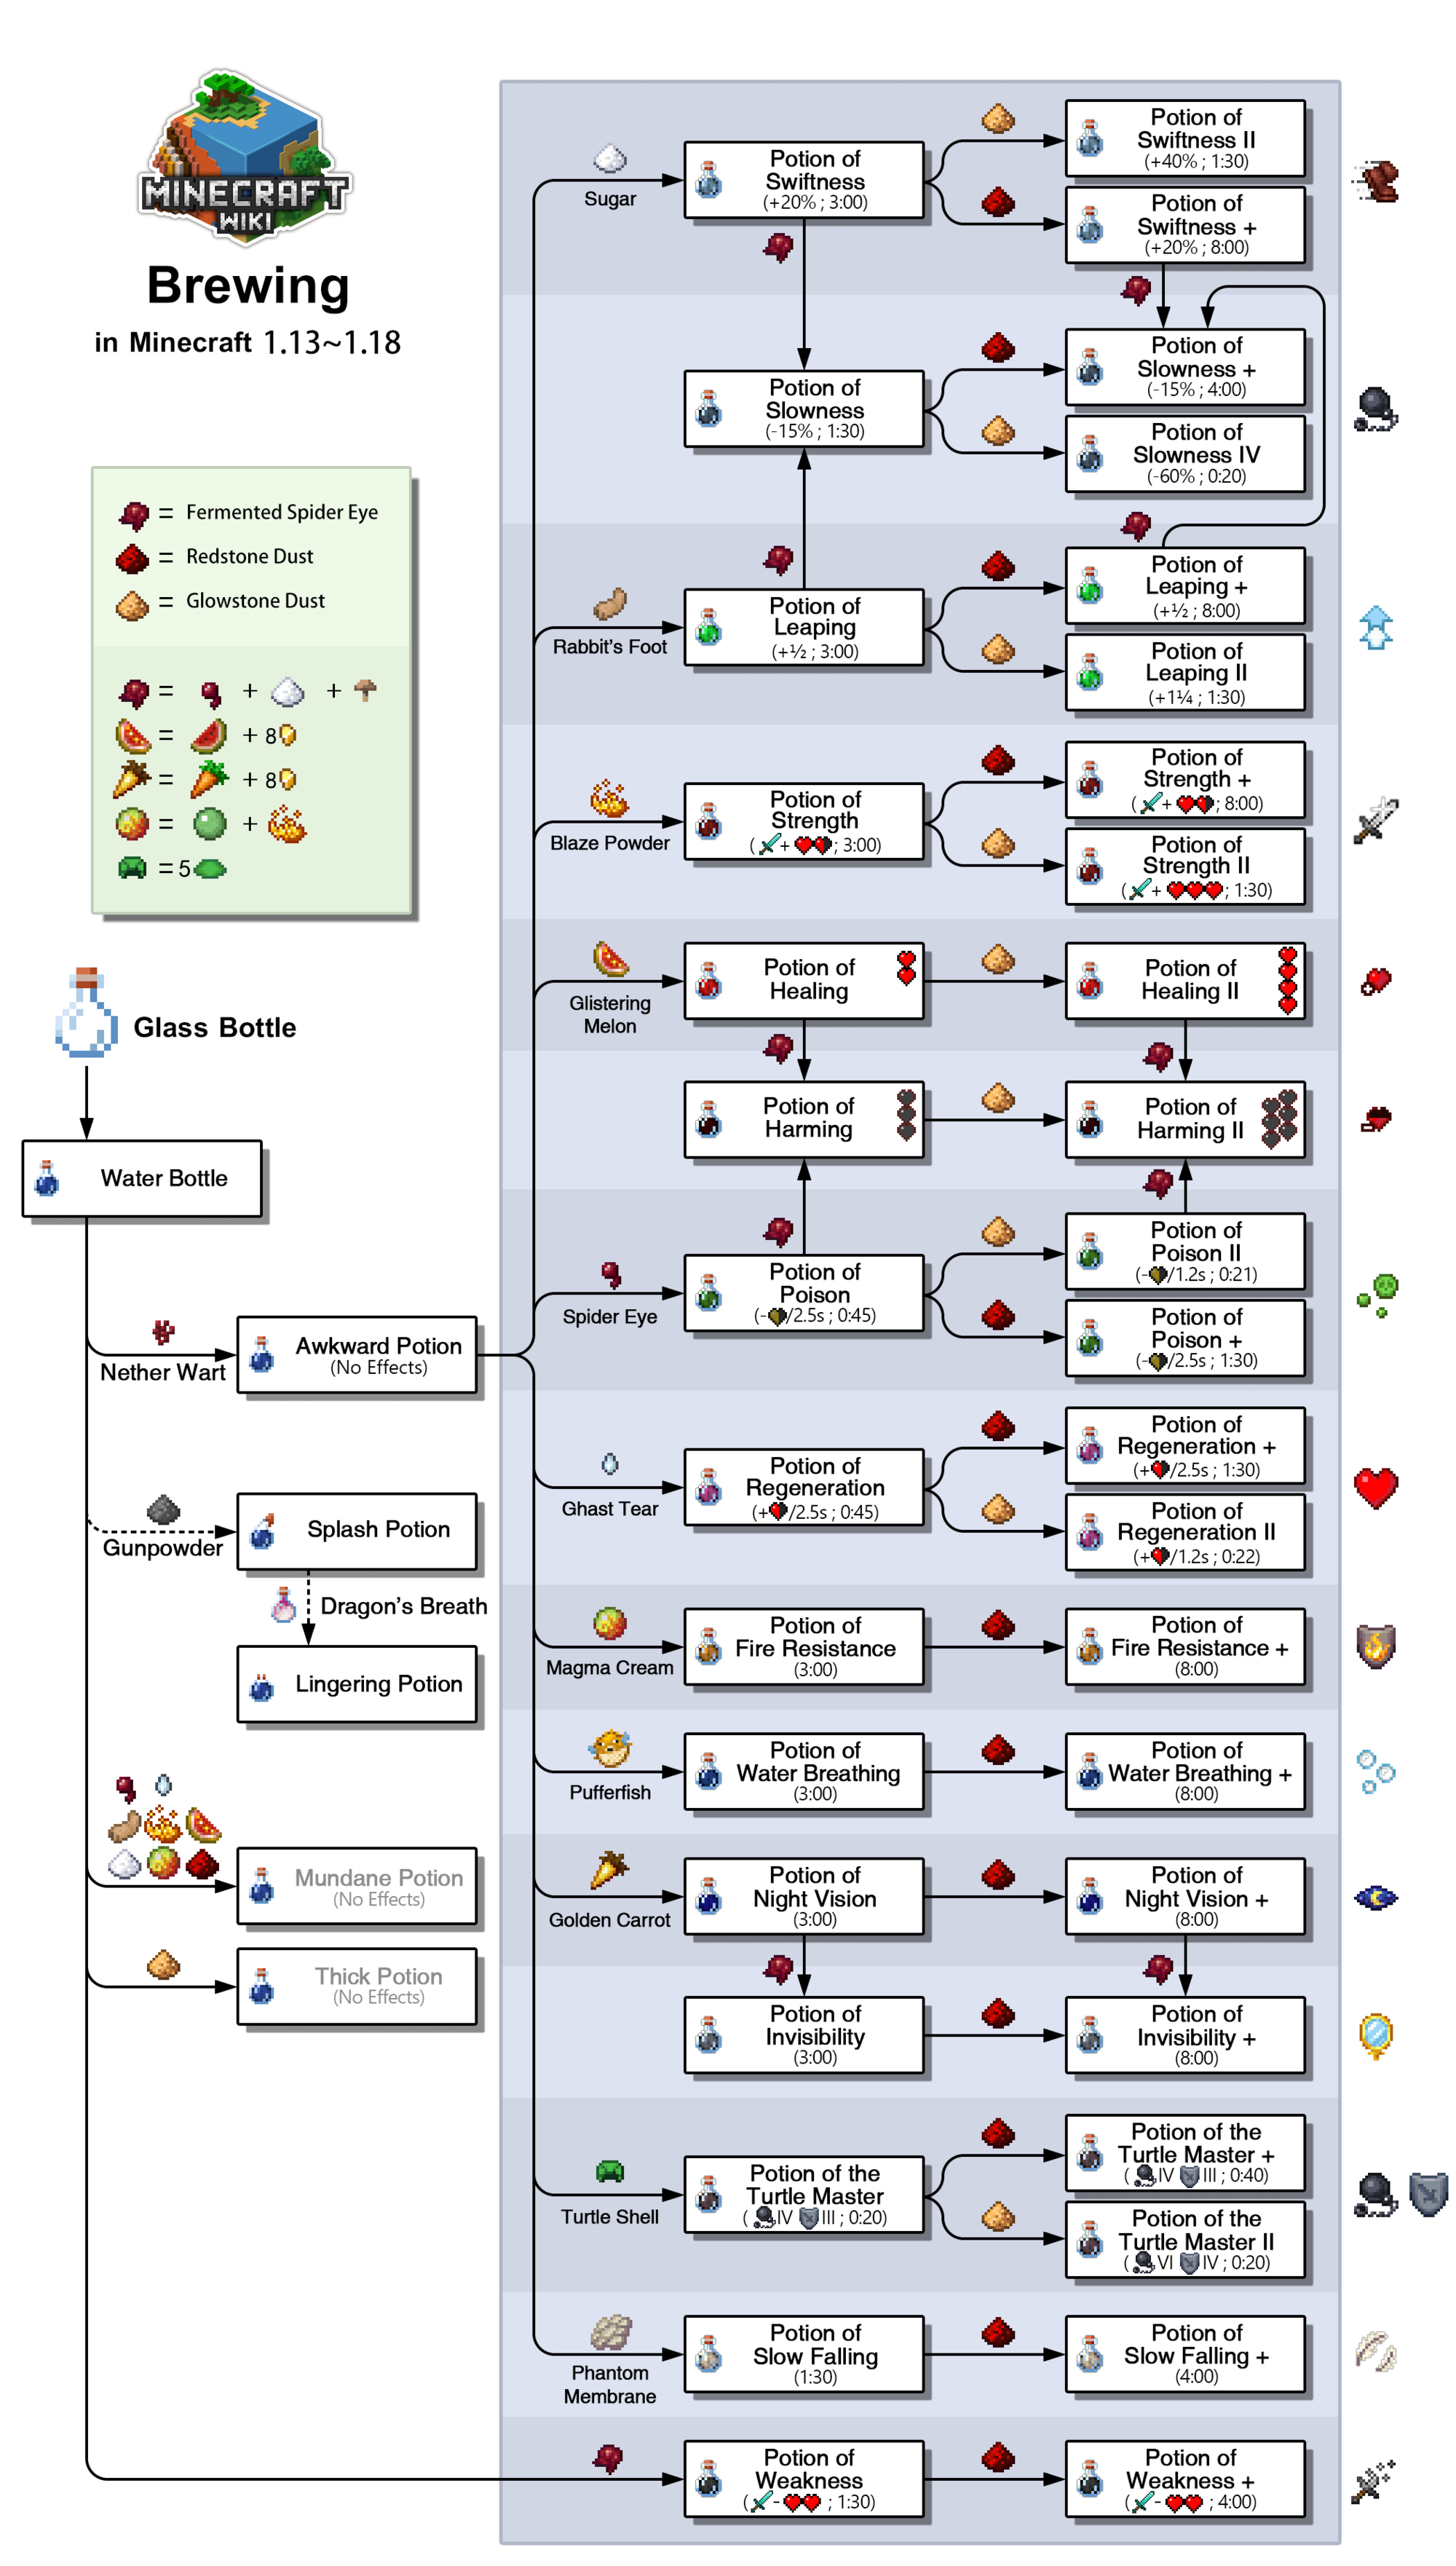 MINECRAFT
WIKI
Brewing
in Minecraft 1.13~1.18
= Fermented Spider Eye
= Redstone Dust
= Glowstone Dust
= + +
= + 8
= + 8
= +
= 5
Glass Bottle
Water Bottle
Nether Wart
Awkward Potion
(No Effects)
Gunpowder
Splash Potion
Dragon's Breath
Lingering Potion
Mundane Potion
(No Effects)
Thick Potion
(No Effects)
Sugar
Potion of
Swiftness
(+20% ; 3:00)
Potion of
Swiftness II
(+40% ; 1:30)
Potion of
Swiftness +
(+20% ; 8:00)
Potion of
Slowness
(-15% ; 1:30)
Potion of
Slowness +
(-15% ; 4:00)
Potion of
Slowness IV
(-60% ; 0:20)
Rabbit's Foot
Potion of
Leaping
(+½ ; 3:00)
Potion of
Leaping +
(+½ ; 8:00)
Potion of
Leaping II
(+1¼ ; 1:30)
Blaze Powder
Potion of
Strength
( + ; 3:00)
Potion of
Strength +
( + ; 8:00)
Potion of
Strength II
( + ; 1:30)
Glistering
Melon
Potion of
Healing
Potion of
Healing II
Potion of
Harming
Potion of
Harming II
Spider Eye
Potion of
Poison
(- /2.5s ; 0:45)
Potion of
Poison II
(- /1.2s ; 0:21)
Potion of
Poison +
(- /2.5s ; 1:30)
Ghast Tear
Potion of
Regeneration
(+ /2.5s ; 0:45)
Potion of
Regeneration +
(+ /2.5s ; 1:30)
Potion of
Regeneration II
(+ /1.2s ; 0:22)
Magma Cream
Potion of
Fire Resistance
(3:00)
Potion of
Fire Resistance +
(8:00)
Pufferfish
Potion of
Water Breathing
(3:00)
Potion of
Water Breathing +
(8:00)
Golden Carrot
Potion of
Night Vision
(3:00)
Potion of
Night Vision +
(8:00)
Potion of
Invisibility
(3:00)
Potion of
Invisibility +
(8:00)
Turtle Shell
Potion of the
Turtle Master
( IV III ; 0:20)
Potion of the
Turtle Master +
( IV III ; 0:40)
Potion of the
Turtle Master II
( VI IV ; 0:20)
Phantom
Membrane
Potion of
Slow Falling
(1:30)
Potion of
Slow Falling +
(4:00)
Potion of
Weakness
( - ; 1:30)
Potion of
Weakness +
( - ; 4:00)